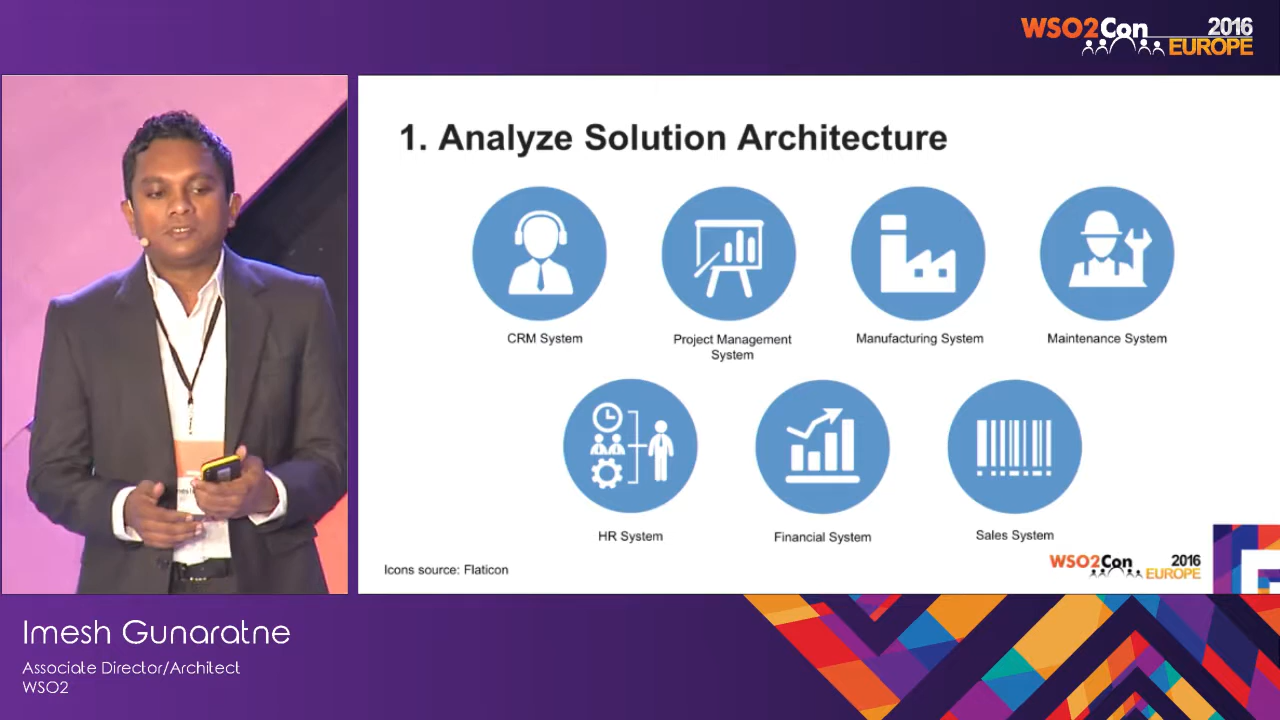 WSO2Con 2016
EUROPE
1. Analyze Solution Architecture
CRM System
Project Management
System
Manufacturing System
Maintenance System
HR System
Financial System
Sales System
Icons source: Flaticon
WSO2Con 2016
EUROPE
Imesh Gunaratne
Associate Director/Architect
WSO2